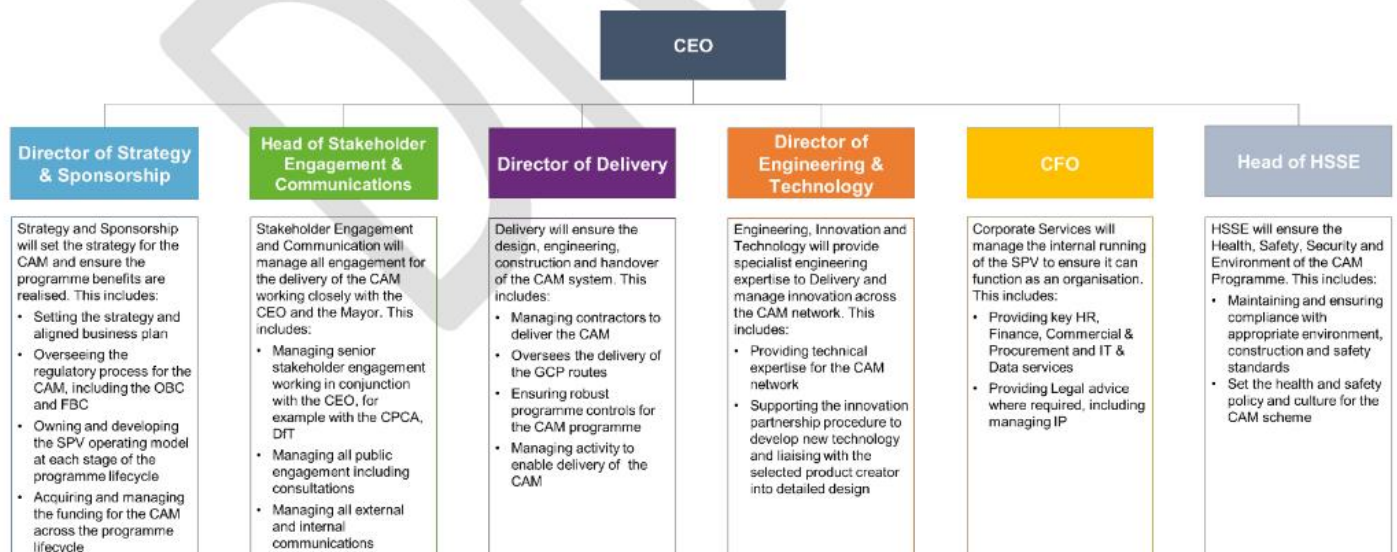 CEO
Director of Strategy
& Sponsorship
Strategy and Sponsorship
will set the strategy for the
CAM and ensure the
programme benefits are
realised. This includes:
• Setting the strategy and
aligned business plan
• Overseeing the
regulatory process for the
CAM, including the OBC
and FBC
• Owning and developing
the SPV operating model
at each stage of the
programme lifecycle
• Acquiring and managing
the funding for the CAM
across the programme
lifecycle
Head of Stakeholder
Engagement &
Communications
Stakeholder Engagement
and Communication will
manage all engagement for
the delivery of the CAM
working closely with the
CEO and the Mayor. This
includes:
• Managing senior
stakeholder engagement
working in conjunction
with the CEO, for
example with the CPCA,
DfT
• Managing all public
engagement including
consultations
• Managing all external
and internal
communications
Director of Delivery
Delivery will ensure the
design, engineering,
construction and handover
of the CAM system. This
includes:
• Managing contractors to
deliver the CAM
• Oversees the delivery of
the GCP routes
• Ensuring robust
programme controls for
the CAM programme
• Managing activity to
enable delivery of the
CAM
Director of
Engineering &
Technology
Engineering, Innovation and
Technology will provide
specialist engineering
expertise to Delivery and
manage innovation across
the CAM network. This
includes:
• Providing technical
expertise for the CAM
network
• Supporting the innovation
partnership procedure to
develop new technology
and liaising with the
selected product creator
into detailed design
CFO
Corporate Services will
manage the internal running
of the SPV to ensure it can
function as an organisation.
This includes:
• Providing key HR,
Finance, Commercial &
Procurement and IT &
Data services
• Providing Legal advice
where required, including
managing IP
Head of HSSE
HSSE will ensure the
Health, Safety, Security and
Environment of the CAM
Programme. This includes:
• Maintaining and ensuring
compliance with
appropriate environment,
construction and safety
standards
• Set the health and safety
policy and culture for the
CAM scheme